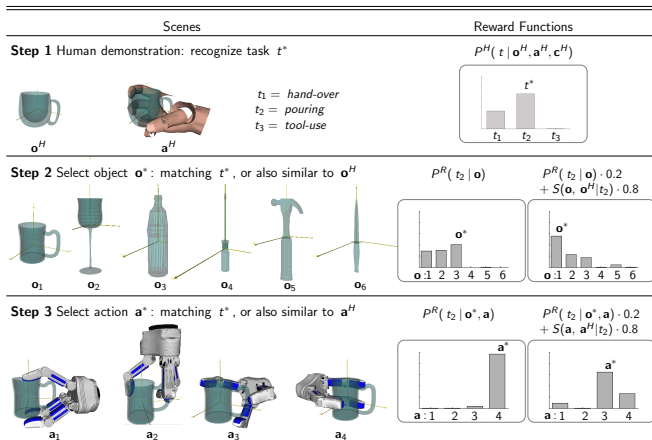 Scenes Reward Functions
Step 1 Human demonstration: recognize task t*
P^H( t | o^H, a^H, c^H)
t1 = hand-over
t2 = pouring
t3 = tool-use
t*
t1 t2 t3
o^H a^H
Step 2 Select object o*: matching t*, or also similar to o^H
P^R( t2 | o)
P^R( t2 | o) · 0.2
+ S(o, o^H|t2) · 0.8
o*
o :1 2 3 4 5 6
o*
o :1 2 3 4 5 6
o1 o2 o3 o4 o5 o6
Step 3 Select action a*: matching t*, or also similar to a^H
P^R( t2 | o*, a)
P^R( t2 | o*, a) · 0.2
+ S(a, a^H|t2) · 0.8
a*
a :1 2 3 4
a*
a :1 2 3 4
a1 a2 a3 a4